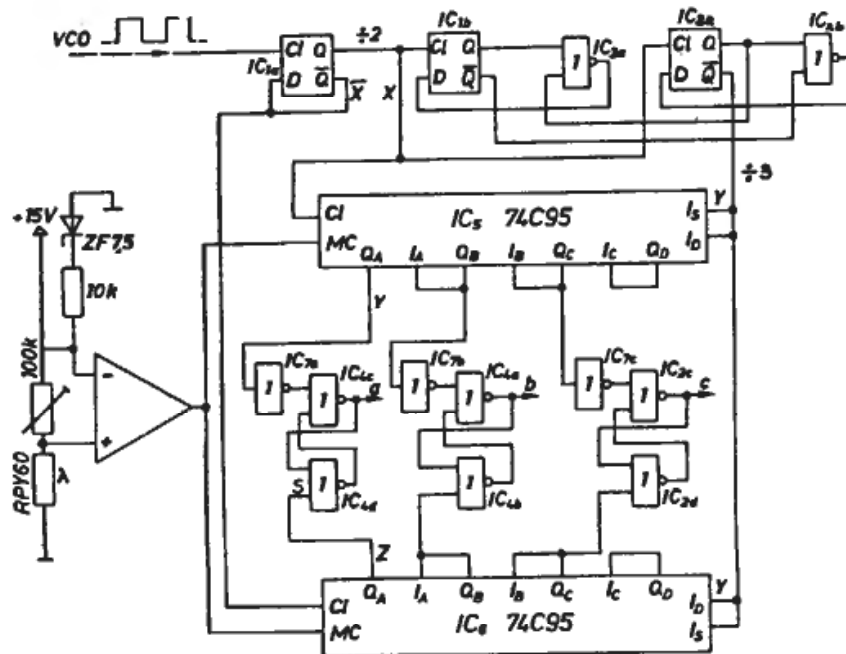 IC1b
IC3a
IC2b
VCO
Cl Q
÷2
Cl Q
1
IC2a
Cl Q
1
IC1a
D Q̅
X̅
X
D Q̅
D Q̅
÷3
Y
+15V
ZF7,5
10k
Cl
IC5 74C95
IS
MC
ID
QA IA QB IB QC IC QD
Y
100k
-
+
RPY60
λ
IC7a
IC4c
a
1
1
IC7b
IC4a
b
1
1
IC7c
IC2c
c
1
1
S
1
IC4d
1
IC4b
1
IC2d
Z
QA IA QB IB QC IC QD
Y
Cl
ID
MC
IC6 74C95
IS